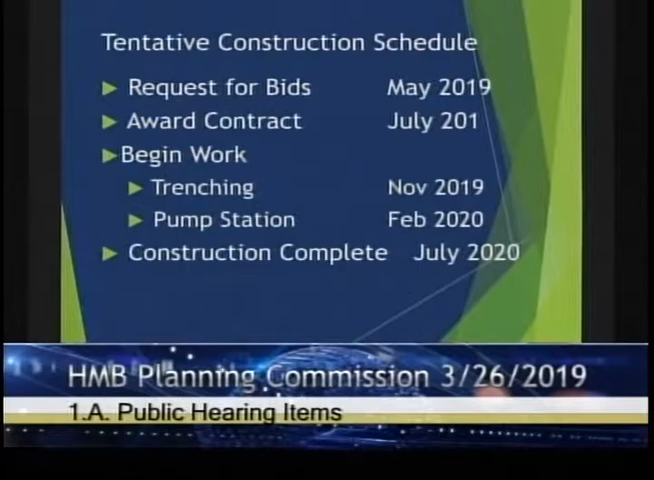 Tentative Construction Schedule
Request for Bids May 2019
Award Contract July 201
Begin Work
Trenching Nov 2019
Pump Station Feb 2020
Construction Complete July 2020
HMB Planning Commission 3/26/2019
1.A. Public Hearing Items